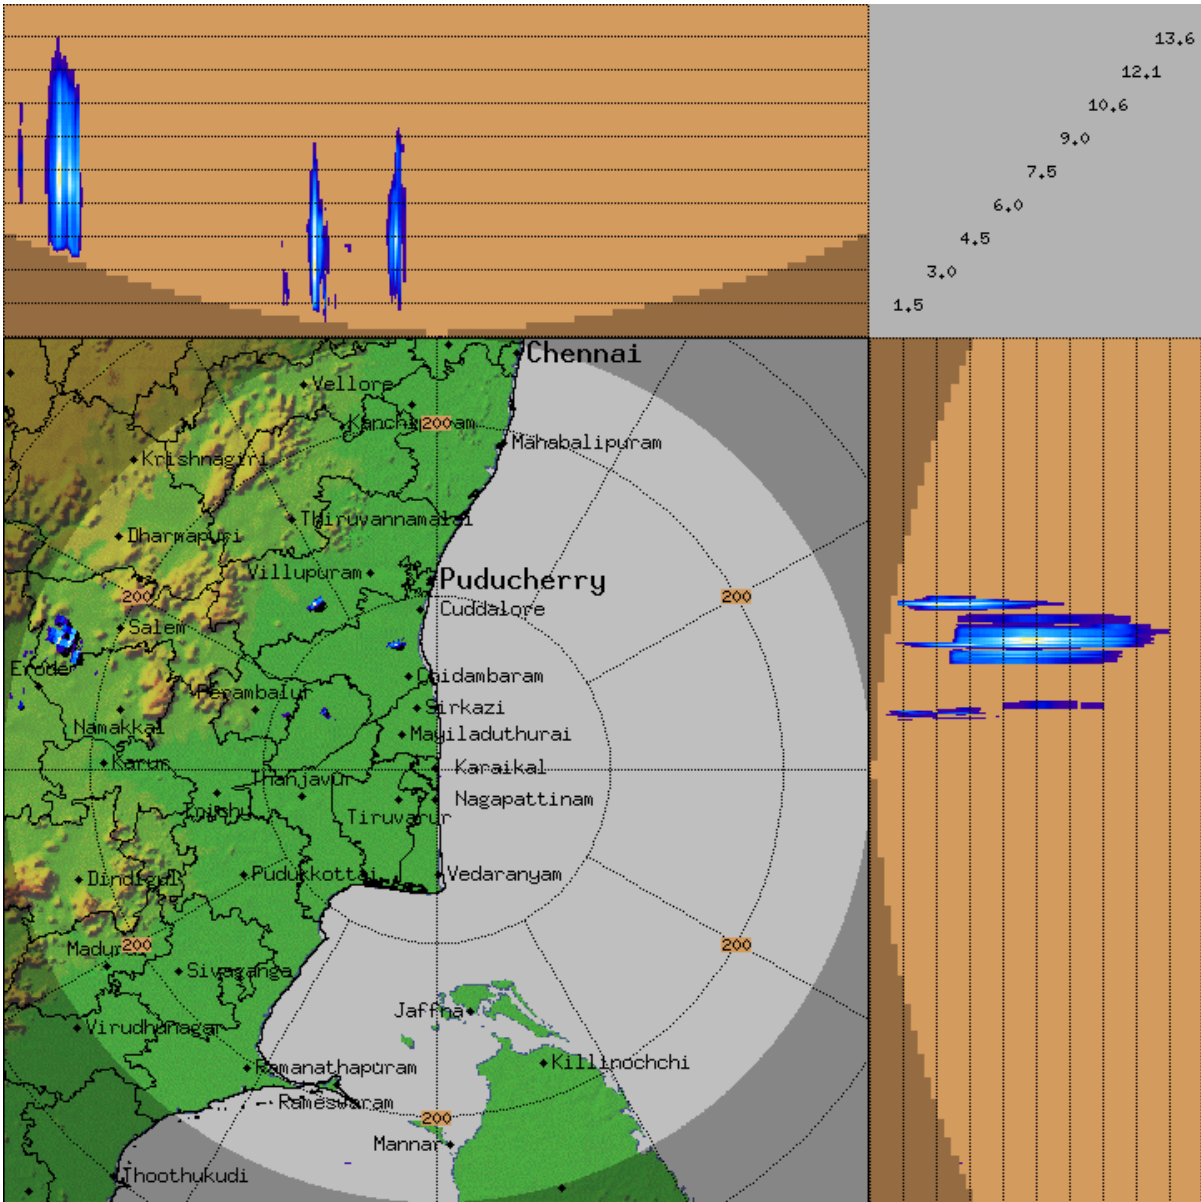 13.6
12.1
10.6
9.0
7.5
6.0
4.5
3.0
1.5
Chennai
Vellore
200
Mahabalipuram
Krishnagiri
Thiruvannamalai
Dharmapuri
Villupuram
Puducherry
200
200
Cuddalore
Salem
Erode
Chidambaram
Perambalur
Sirkazi
Namakkal
Mayiladuthurai
Karur
Karaikal
Thanjavur
Nagapattinam
Trichy
Tiruvarur
Dindigul
Pudukkottai
Vedaranyam
200
200
Madurai
Sivaganga
Jaffna
Virudhunagar
Killinochchi
Ramanathapuram
Rameswaram
200
Mannar
Thoothukudi